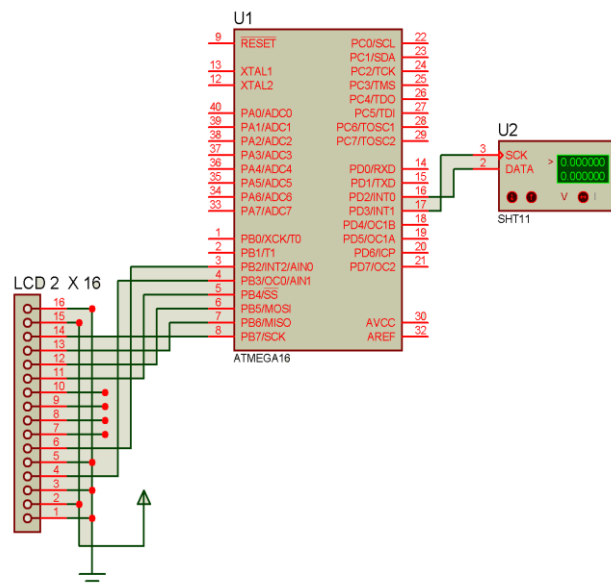 U1
9 RESET PC0/SCL 22
PC1/SDA 23
13 XTAL1 PC2/TCK 24
12 XTAL2 PC3/TMS 25
PC4/TDO 26
40 PA0/ADC0 PC5/TDI 27
39 PA1/ADC1 PC6/TOSC1 28
38 PA2/ADC2 PC7/TOSC2 29
37 PA3/ADC3
36 PA4/ADC4 PD0/RXD 14
35 PA5/ADC5 PD1/TXD 15
34 PA6/ADC6 PD2/INT0 16
33 PA7/ADC7 PD3/INT1 17
PD4/OC1B 18
1 PB0/XCK/T0 PD5/OC1A 19
2 PB1/T1 PD6/ICP 20
3 PB2/INT2/AIN0 PD7/OC2 21
4 PB3/OC0/AIN1
5 PB4/SS
6 PB5/MOSI
7 PB6/MISO AVCC 30
8 PB7/SCK AREF 32
ATMEGA16
U2
3 SCK > 0.000000
2 DATA 0.000000
V I
SHT11
LCD 2 X 16
16
15
14
13
12
11
10
9
8
7
6
5
4
3
2
1